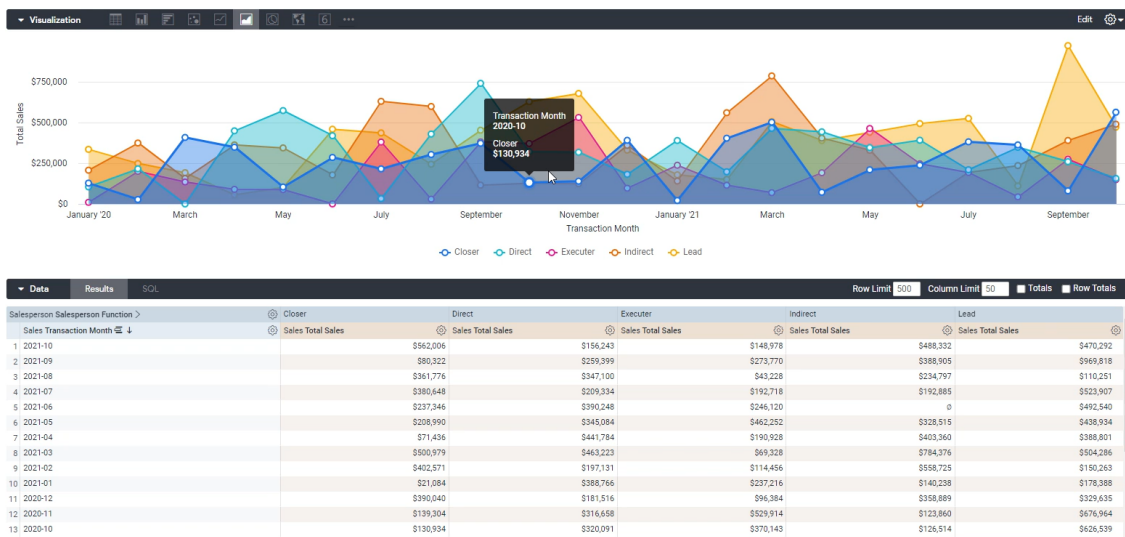 Visualization
6
Edit
$750,000
$500,000
$250,000
$0
Total Sales
Transaction Month
2020-10
Closer
$130,934
January '20 March May July September November January '21 March May July September
Transaction Month
Closer Direct Executer Indirect Lead
Data Results SQL Row Limit 500 Column Limit 50 Totals Row Totals
Salesperson Salesperson Function Closer Direct Executer Indirect Lead
Sales Transaction Month Sales Total Sales Sales Total Sales Sales Total Sales Sales Total Sales Sales Total Sales
1 2021-10 $562,006 $156,243 $148,978 $488,332 $470,292
2 2021-09 $80,322 $259,399 $273,770 $388,905 $969,818
3 2021-08 $361,776 $347,100 $43,228 $234,797 $110,251
4 2021-07 $380,648 $209,334 $192,718 $192,885 $523,907
5 2021-06 $237,346 $390,248 $246,120 ∅ $492,540
6 2021-05 $208,990 $345,084 $462,252 $328,515 $438,934
7 2021-04 $71,436 $441,784 $190,928 $403,360 $388,801
8 2021-03 $500,979 $463,223 $69,328 $784,376 $504,286
9 2021-02 $402,571 $197,131 $114,456 $558,725 $150,263
10 2021-01 $21,084 $388,766 $237,216 $140,238 $178,388
11 2020-12 $390,040 $181,516 $96,384 $358,889 $329,635
12 2020-11 $139,304 $316,658 $529,914 $123,860 $676,964
13 2020-10 $130,934 $320,091 $370,143 $126,514 $626,539